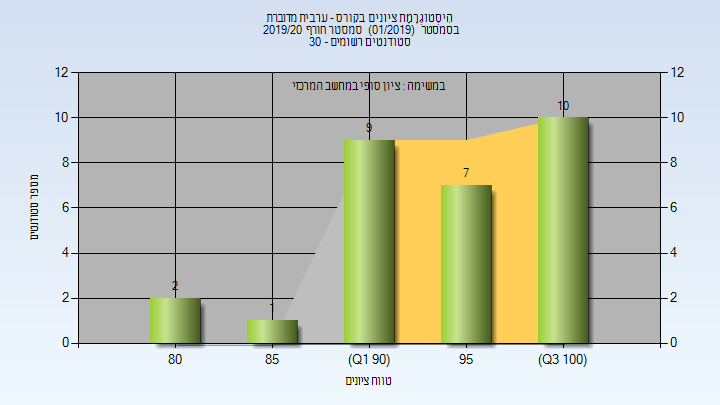 היסטוגרמת ציונים בקורס - ערבית מדוברת
בסמסטר (01/2019) סמסטר חורף 2019/20
סטודנטים רשומים - 30
במשימה : ציון סופי במחשב המרכזי
12
10
8
6
4
2
0
12
10
8
6
4
2
0
מספר סטודנטים
2
1
9
7
10
80
85
(Q1 90)
95
(Q3 100)
טווח ציונים